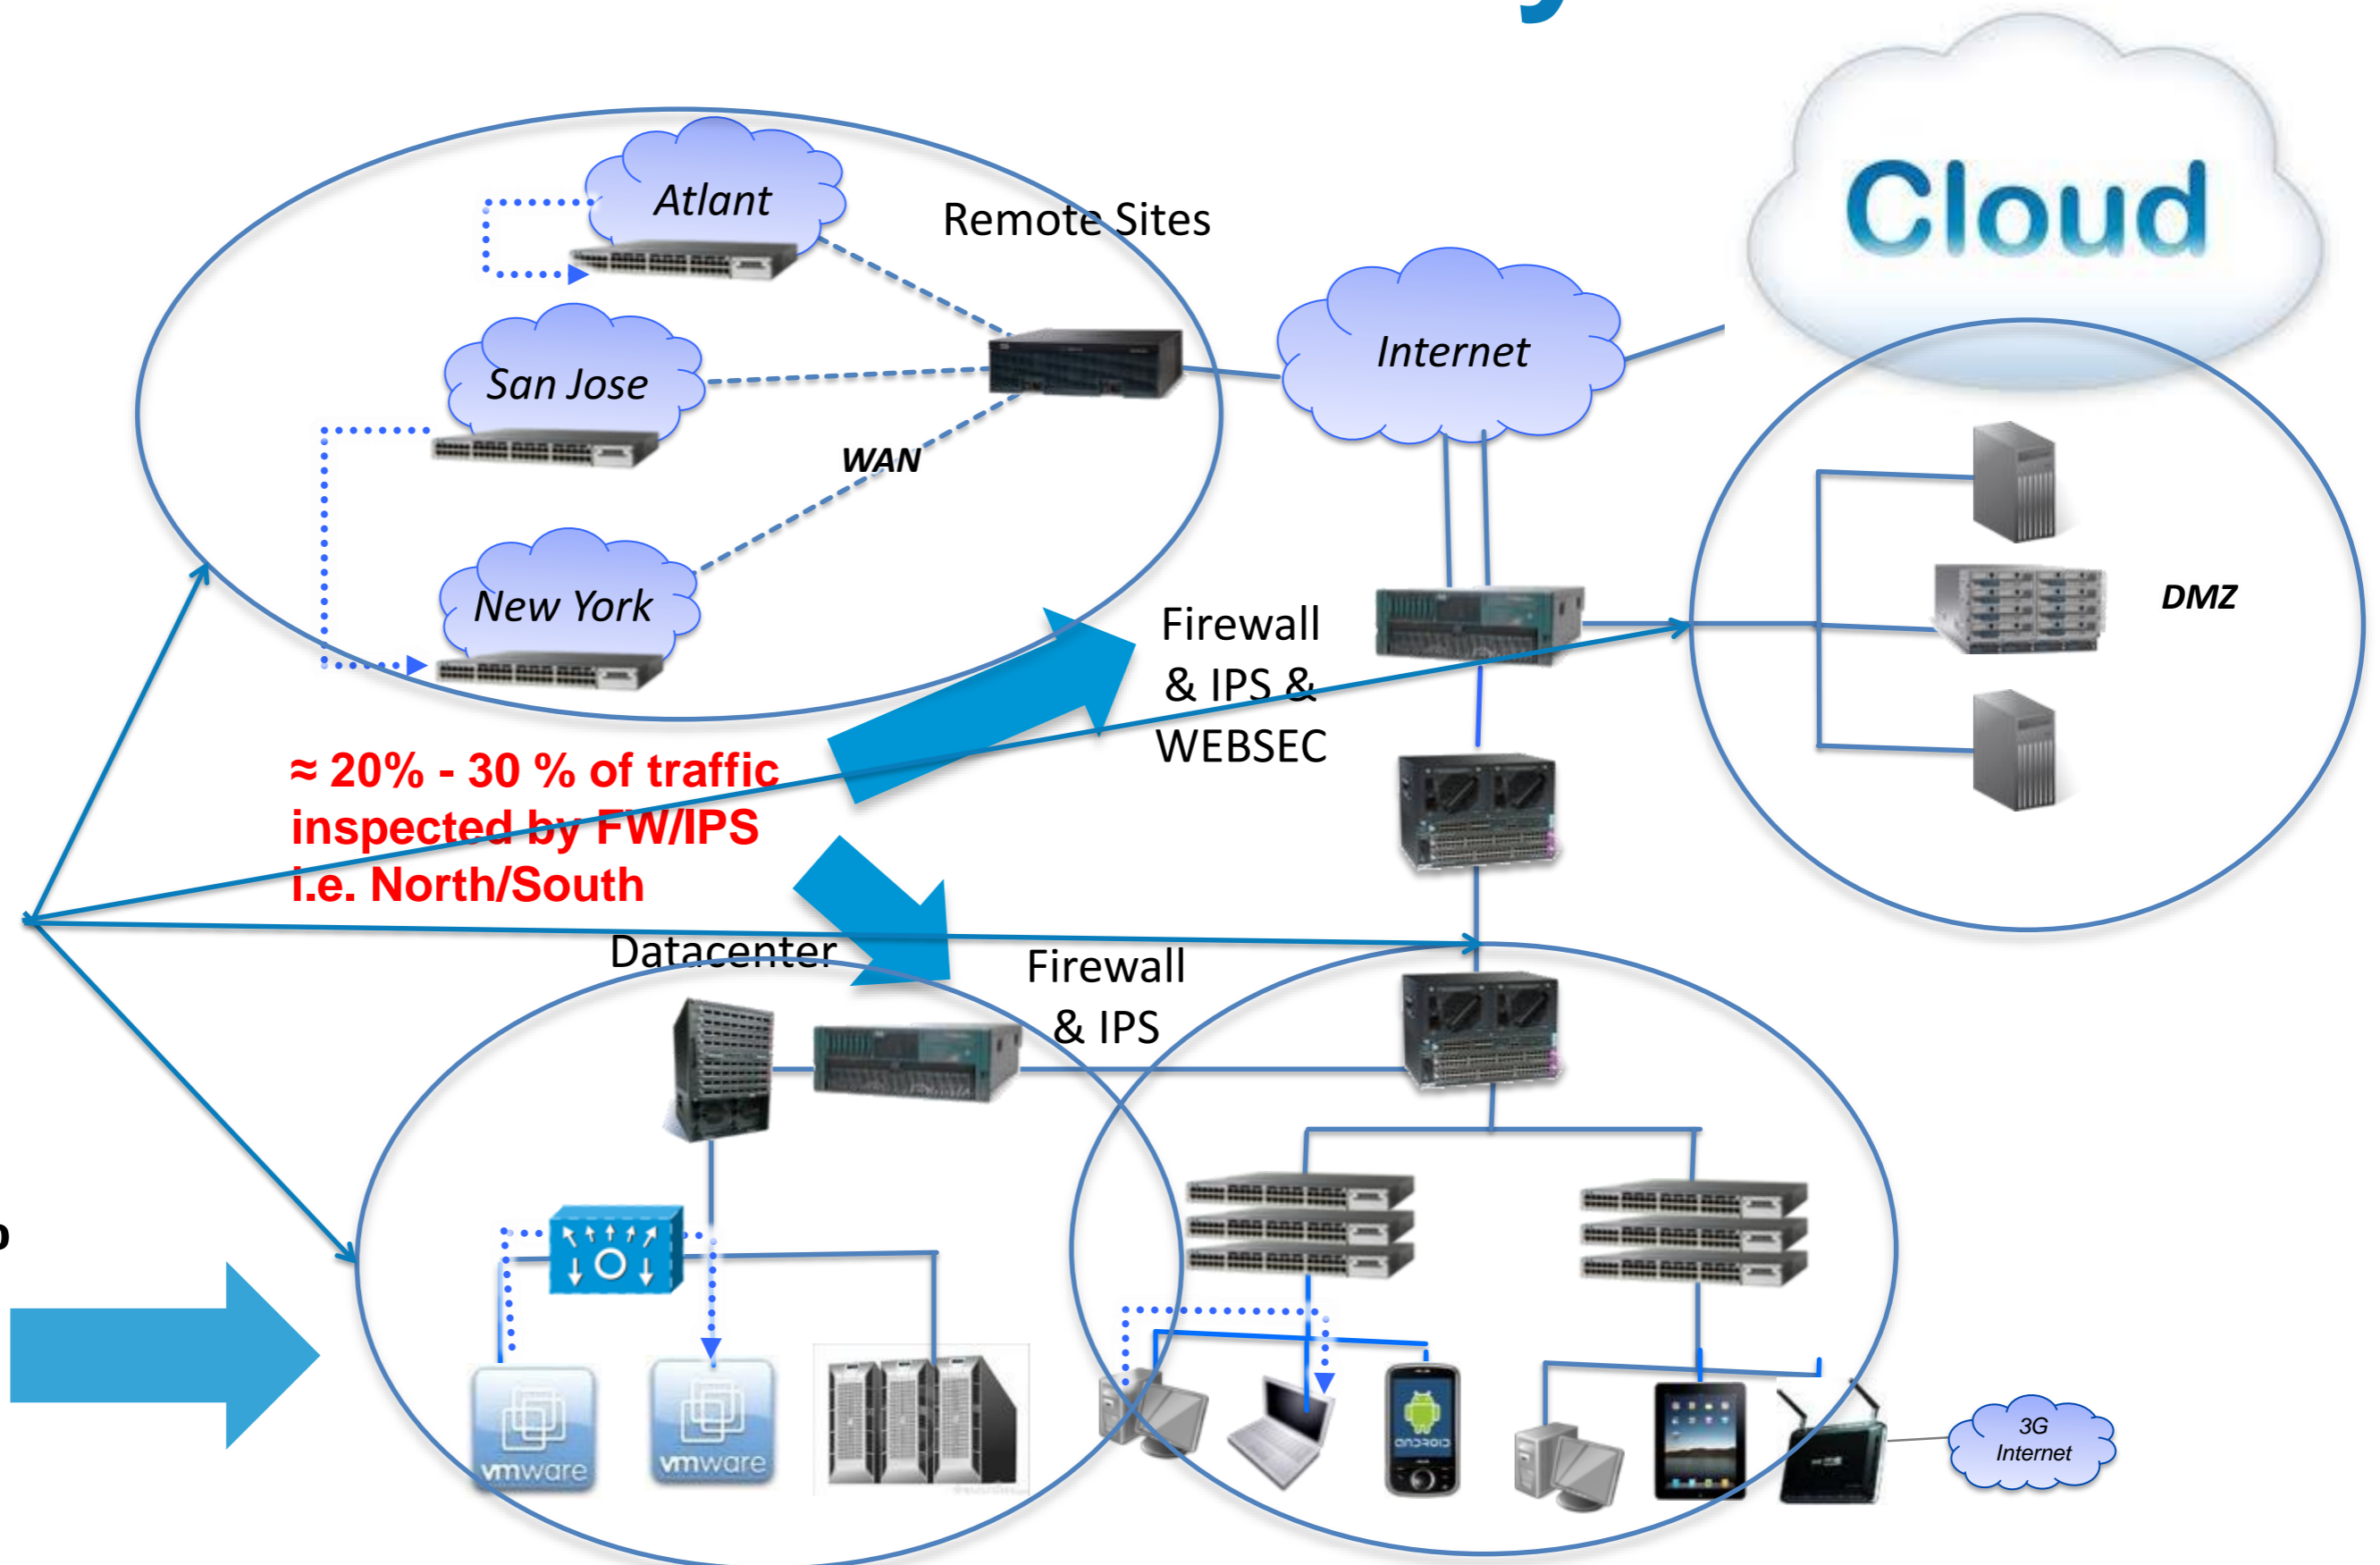 Cloud
Atlant
Remote Sites
San Jose
Internet
WAN
New York
Firewall
& IPS &
WEBSEC
DMZ
≈ 20% - 30 % of traffic
inspected by FW/IPS
i.e. North/South
Datacenter
Firewall
& IPS
vmware
vmware
ANDROID
3G
Internet